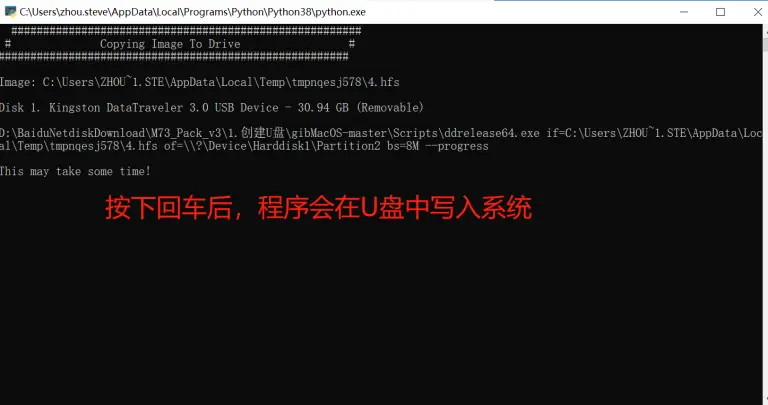 C:\Users\zhou.steve\AppData\Local\Programs\Python\Python38\python.exe
#######################################################
# Copying Image To Drive #
#######################################################
Image: C:\Users\ZHOU~1.STE\AppData\Local\Temp\tmpnqesj578\4.hfs
Disk 1. Kingston DataTraveler 3.0 USB Device - 30.94 GB (Removable)
D:\BaiduNetdiskDownload\M73_Pack_v3\1.创建U盘\gibMacOS-master\Scripts\ddrelease64.exe if=C:\Users\ZHOU~1.STE\AppData\Loc
al\Temp\tmpnqesj578\4.hfs of=\\?\Device\Harddisk1\Partition2 bs=8M --progress
This may take some time!
按下回车后，程序会在U盘中写入系统